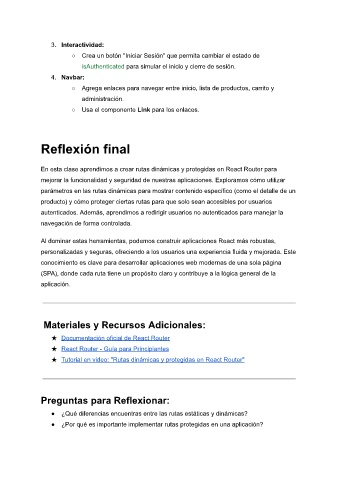 3. Interactividad:
○ Crea un botón "Iniciar Sesión" que permita cambiar el estado de
isAuthenticated para simular el inicio y cierre de sesión.
4. Navbar:
○ Agrega enlaces para navegar entre inicio, lista de productos, carrito y
administración.
○ Usa el componente Link para los enlaces.
Reflexión final
En esta clase aprendimos a crear rutas dinámicas y protegidas en React Router para
mejorar la funcionalidad y seguridad de nuestras aplicaciones. Exploramos cómo utilizar
parámetros en las rutas dinámicas para mostrar contenido específico (como el detalle de un
producto) y cómo proteger ciertas rutas para que solo sean accesibles por usuarios
autenticados. Además, aprendimos a redirigir usuarios no autenticados para manejar la
navegación de forma controlada.
Al dominar estas herramientas, podemos construir aplicaciones React más robustas,
personalizadas y seguras, ofreciendo a los usuarios una experiencia fluida y mejorada. Este
conocimiento es clave para desarrollar aplicaciones web modernas de una sola página
(SPA), donde cada ruta tiene un propósito claro y contribuye a la lógica general de la
aplicación.
Materiales y Recursos Adicionales:
★ Documentación oficial de React Router
★ React Router - Guía para Principiantes
★ Tutorial en video: "Rutas dinámicas y protegidas en React Router"
Preguntas para Reflexionar:
● ¿Qué diferencias encuentras entre las rutas estáticas y dinámicas?
● ¿Por qué es importante implementar rutas protegidas en una aplicación?